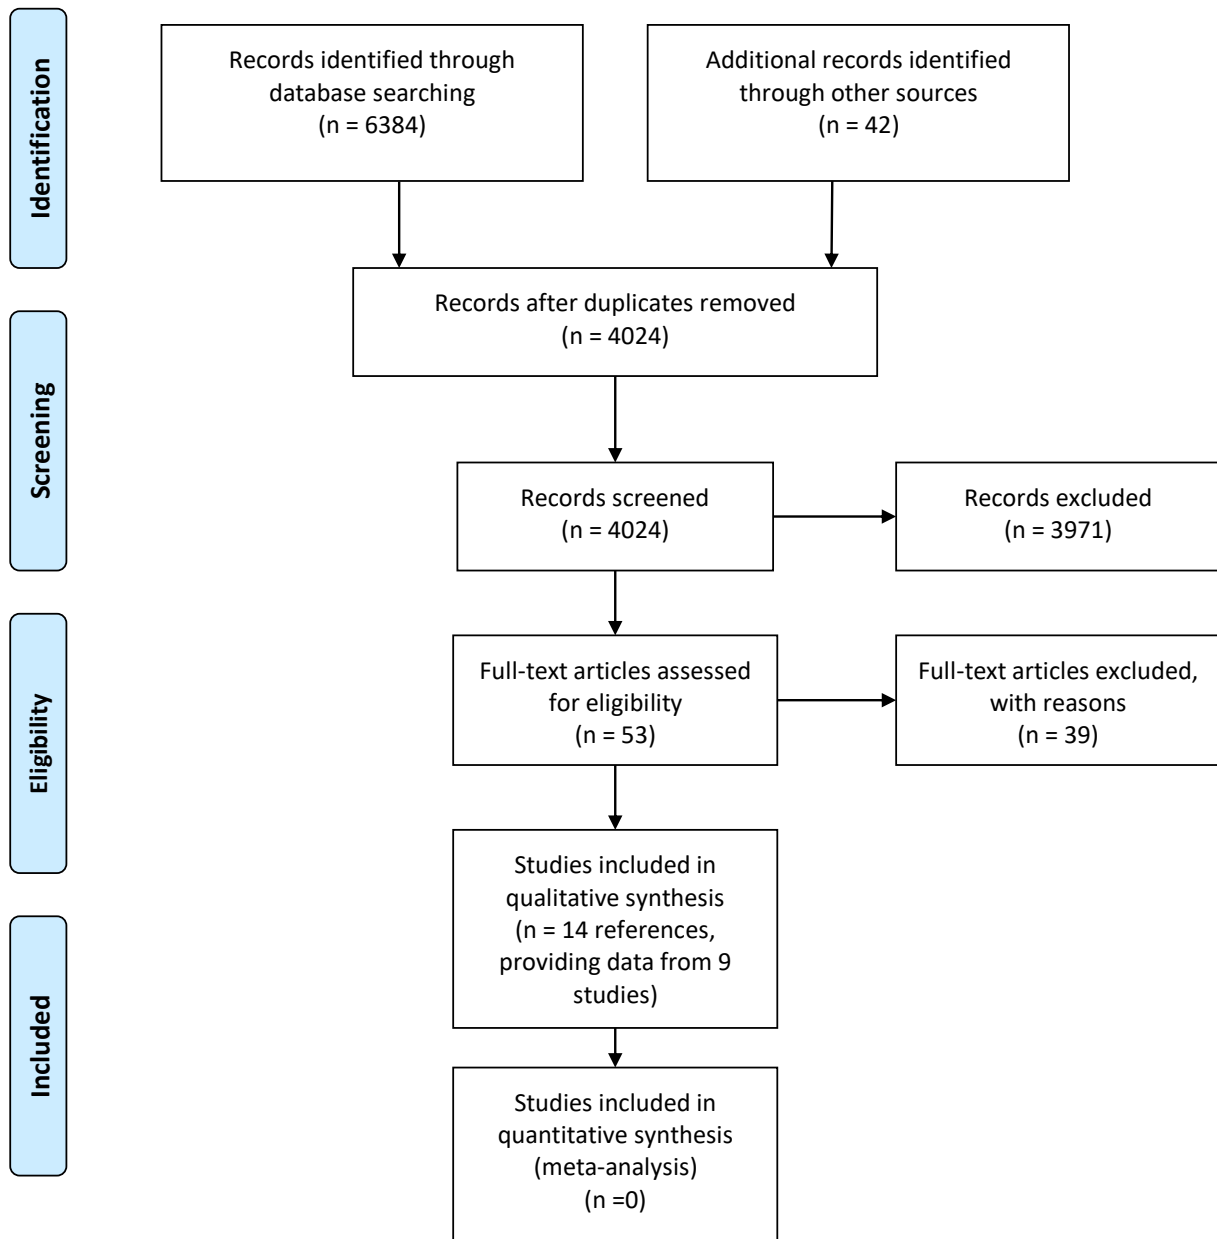 Identification
Records identified through
database searching
(n = 6384)
Additional records identified
through other sources
(n = 42)
Records after duplicates removed
(n = 4024)
Screening
Records screened
(n = 4024)
Records excluded
(n = 3971)
Eligibility
Full-text articles assessed
for eligibility
(n = 53)
Full-text articles excluded,
with reasons
(n = 39)
Studies included in
qualitative synthesis
(n = 14 references,
providing data from 9
studies)
Included
Studies included in
quantitative synthesis
(meta-analysis)
(n =0)